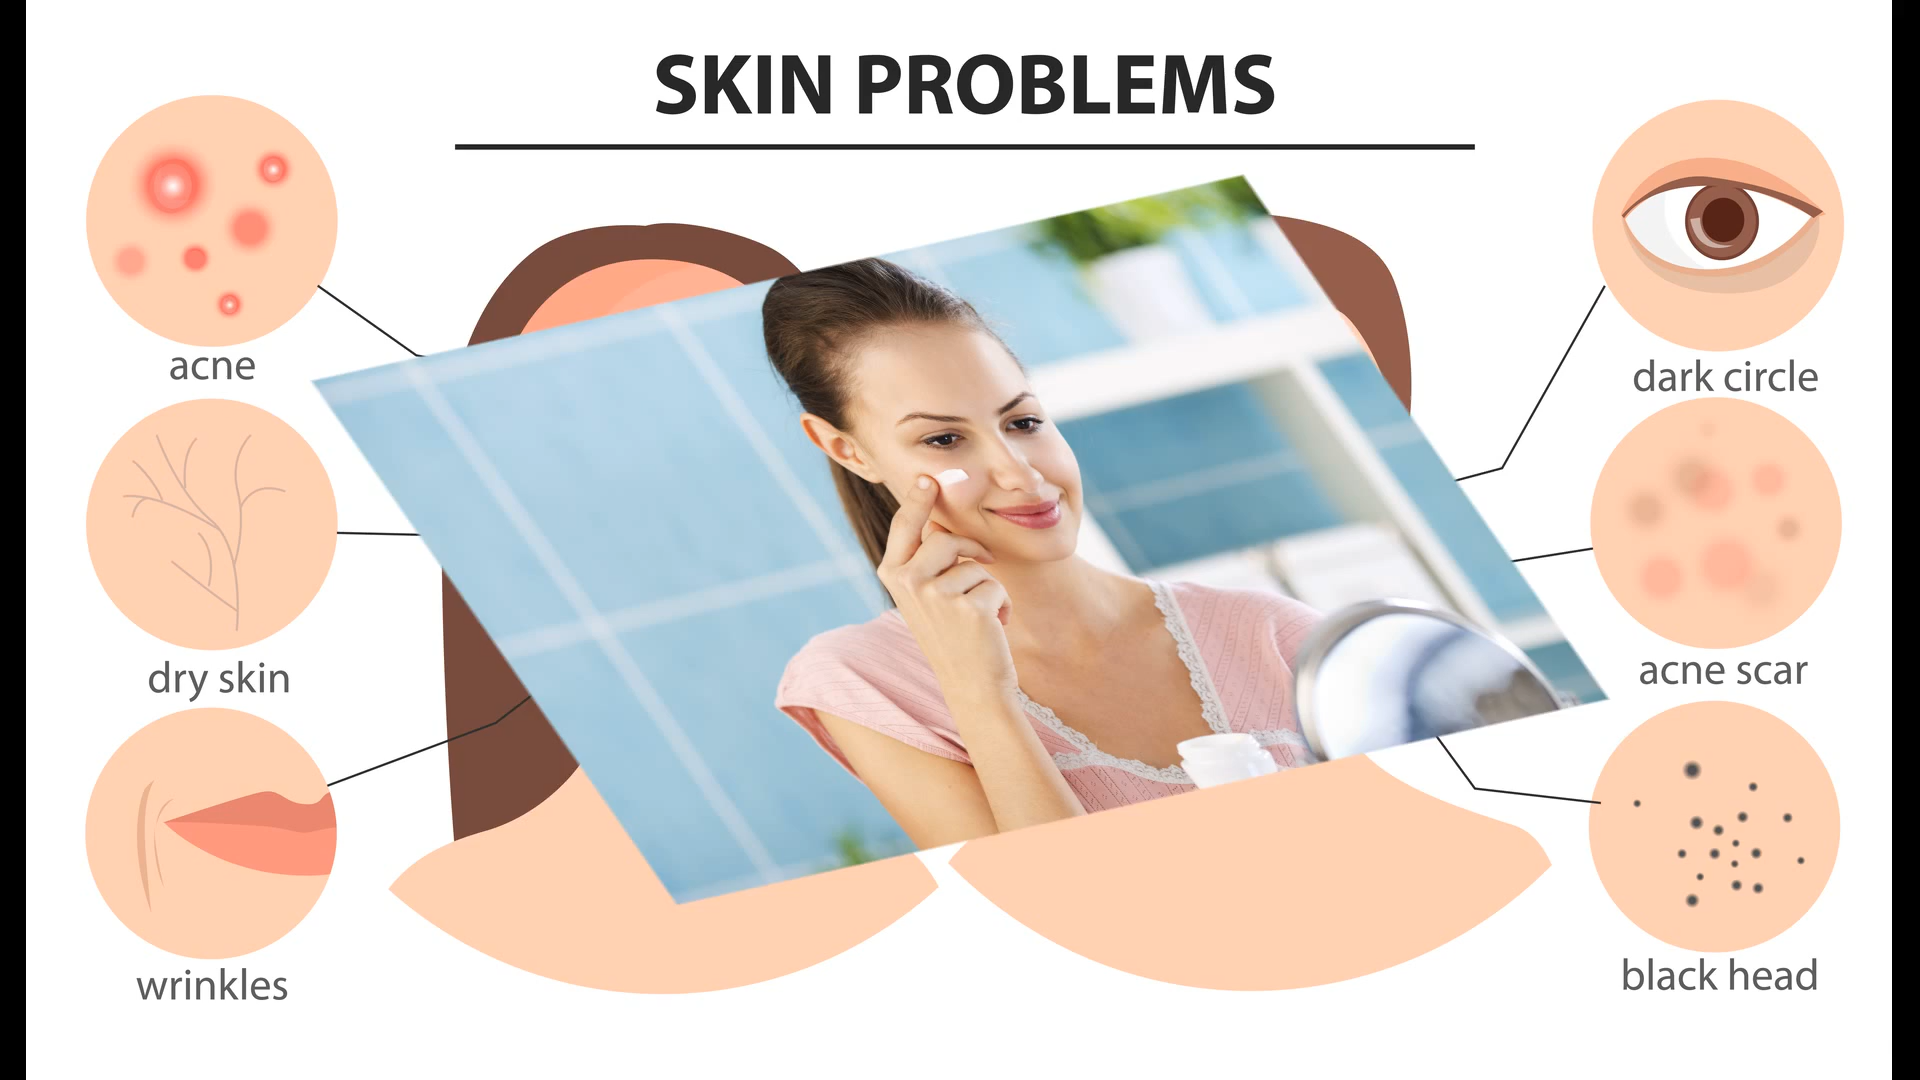 SKIN PROBLEMS
acne
dry skin
wrinkles
dark circle
acne scar
black head